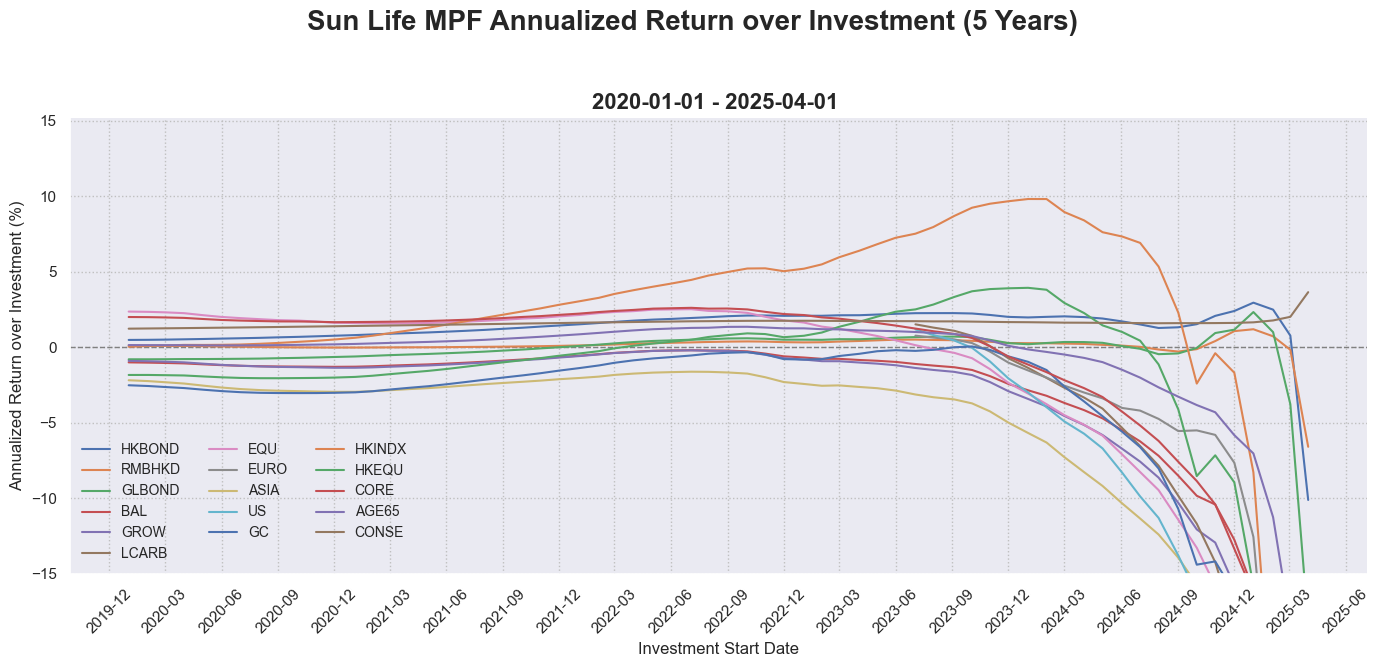 Sun Life MPF Annualized Return over Investment (5 Years)
2020-01-01 - 2025-04-01
Annualized Return over Investment (%)
15
10
5
0
−5
−10
−15
HKBOND EQU HKINDX
RMBHKD EURO HKEQU
GLBOND ASIA CORE
BAL US AGE65
GROW GC CONSE
LCARB
2019-12 2020-03 2020-06 2020-09 2020-12 2021-03 2021-06 2021-09 2021-12 2022-03 2022-06 2022-09 2022-12 2023-03 2023-06 2023-09 2023-12 2024-03 2024-06 2024-09 2024-12 2025-03 2025-06
Investment Start Date